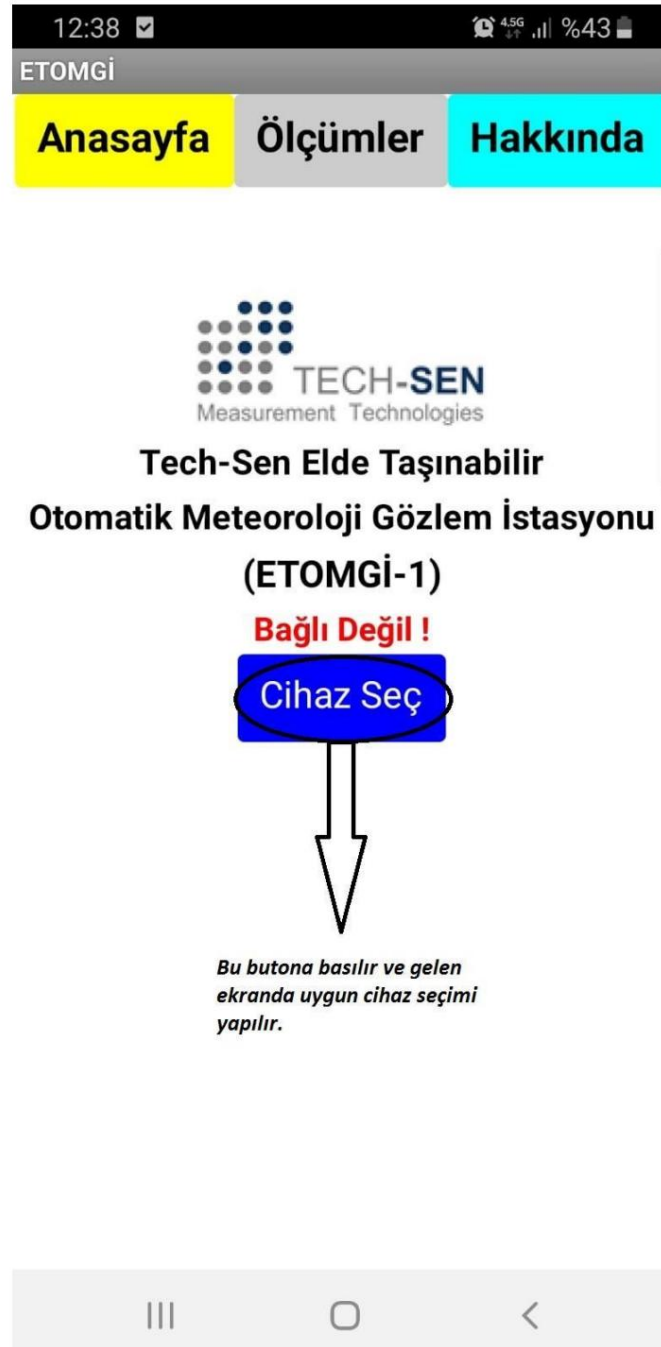 12:38 4.5G %43
ETOMGİ
Anasayfa Ölçümler Hakkında
TECH-SEN
Measurement Technologies
Tech-Sen Elde Taşınabilir
Otomatik Meteoroloji Gözlem İstasyonu
(ETOMGİ-1)
Bağlı Değil !
Cihaz Seç
Bu butona basılır ve gelen
ekranda uygun cihaz seçimi
yapılır.